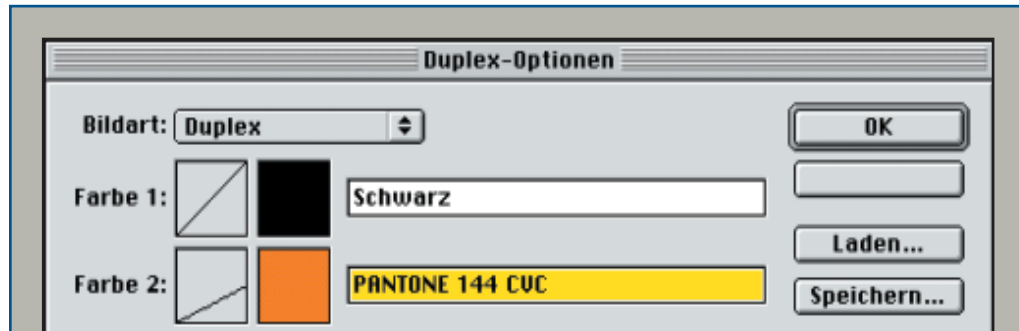 Duplex-Optionen
Bildart: Duplex
OK
Farbe 1: Schwarz
Laden...
Farbe 2: PANTONE 144 CVC
Speichern...